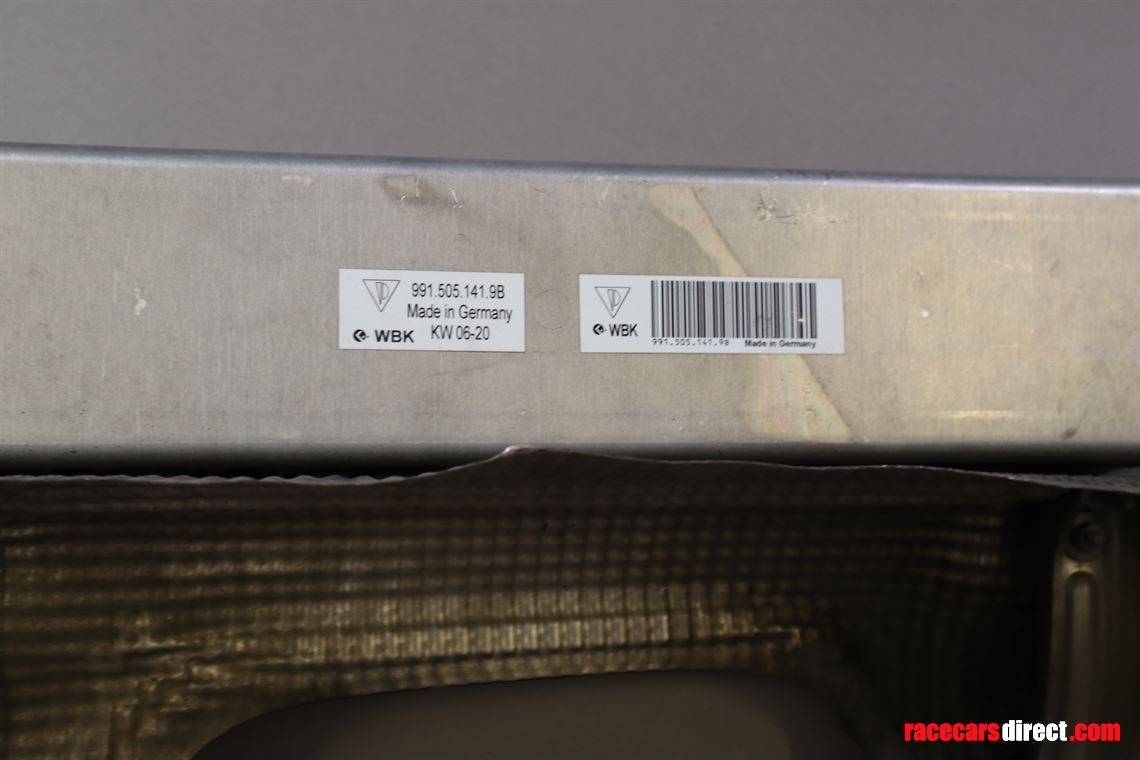 991.505.141.9B
Made in Germany
WBK KW 06-20
WBK
991.505.141.9B Made in Germany
racecarsdirect.com